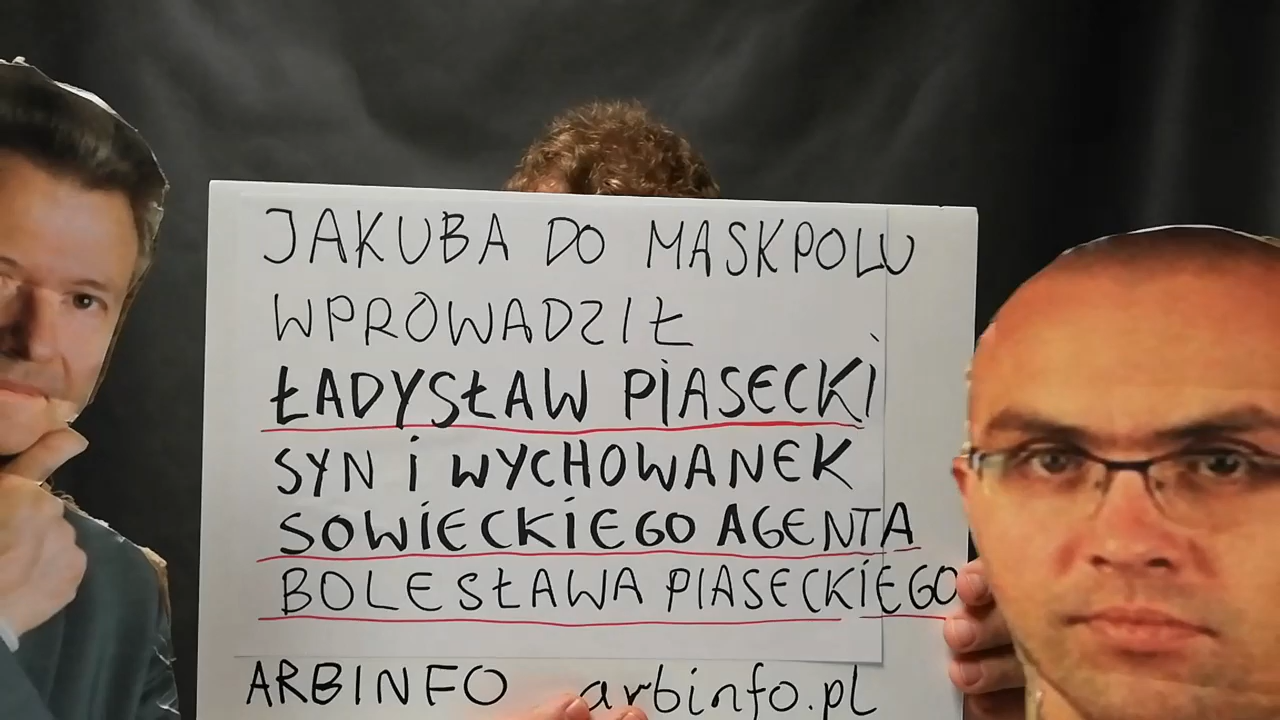 JAKUBA DO MASKPOLU
WPROWADZIŁ
ŁADYSŁAW PIASECKI
SYN i WYCHOWANEK
SOWIECKIEGO AGENTA
BOLESŁAWA PIASECKIEGO
ARBINFO arbinfo.pl